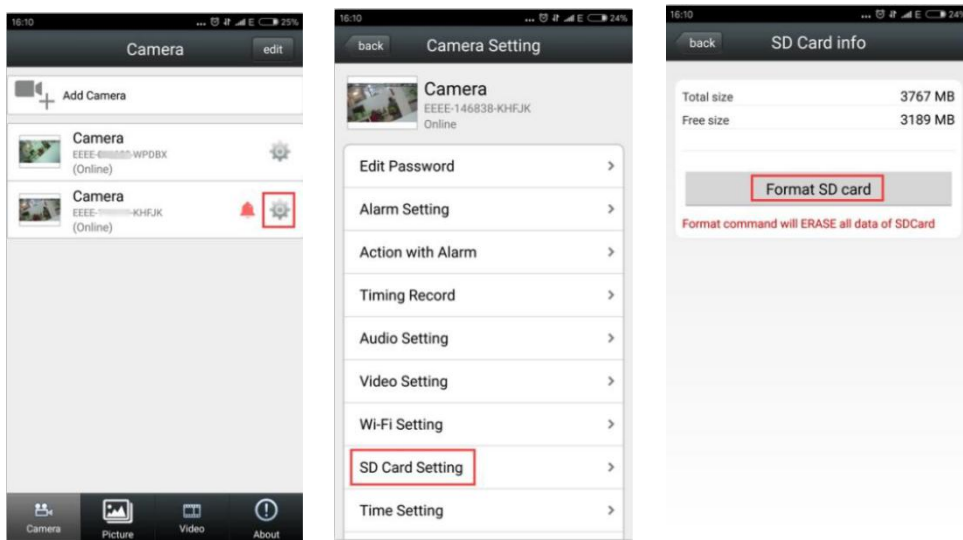 16:10
... E 25%
Camera
edit
Add Camera
Camera
EEEE- -WPDBX
(Online)
Camera
EEEE- -KHFJK
(Online)
Camera
Picture
Video
About
16:10
... E 24%
back
Camera Setting
Camera
EEEE-146838-KHFJK
Online
Edit Password
Alarm Setting
Action with Alarm
Timing Record
Audio Setting
Video Setting
Wi-Fi Setting
SD Card Setting
Time Setting
16:10
... E 24%
back
SD Card info
Total size 3767 MB
Free size 3189 MB
Format SD card
Format command will ERASE all data of SDCard